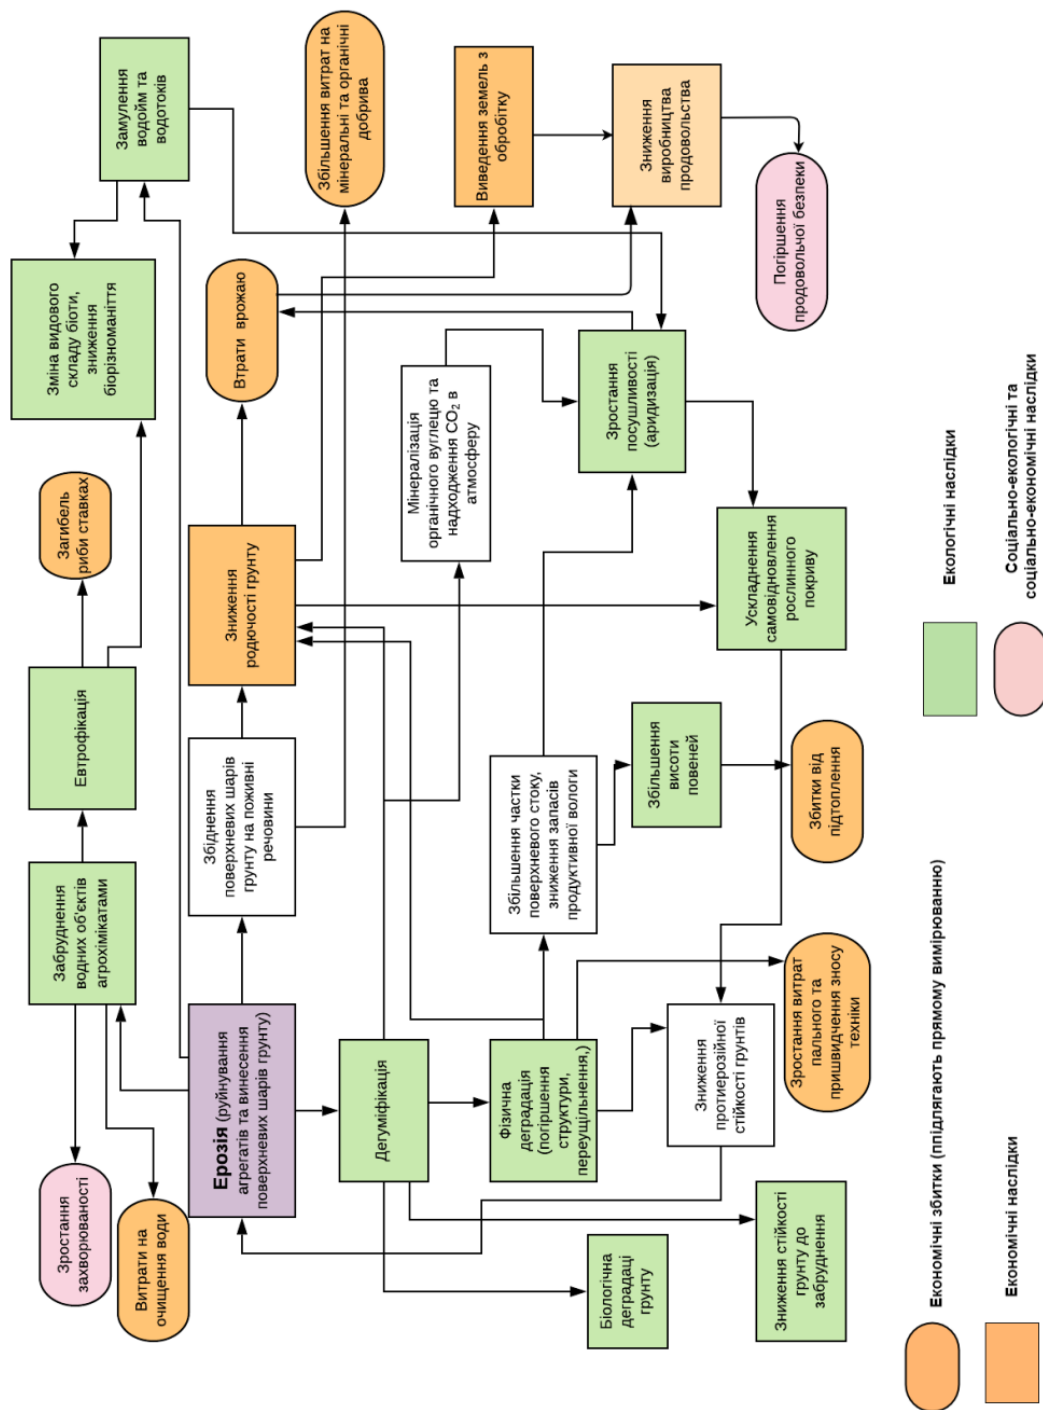 Зростання
захворюваності
Витрати на
очищення води
Забруднення
водних об'єктів
агрохімікатами
Евтрофікація
Загибель
риби ставках
Зміна видового
складу біоти,
зниження
біорізноманіття
Замулення
водойм та
водотоків
Ерозія (руйнування
агрегатів та винесення
поверхневих шарів грунту)
Збіднення
поверхневих шарів
грунту на поживні
речовини
Зниження
родючості грунту
Втрати врожаю
Збільшення витрат на
мінеральні та органічні
добрива
Дегуміфікація
Мінералізація
органічного вуглецю та
надходження CO₂ в
атмосферу
Виведення земель з
обробітку
Фізична
деградація
(погіршення
структури,
переущільнення,)
Збільшення частки
поверхневого стоку,
зниження запасів
продуктивної вологи
Зростання
посушливості
(аридизація)
Зниження
виробництва
продовольства
Біологічна
деградаці
грунту
Зниження
протиерозійної
стійкості грунтів
Збільшення
висоти
повеней
Ускладнення
самовідновлення
рослинного
покриву
Погіршення
продовольчої безпеки
Зниження стійкості
грунту до
забруднення
Зростання витрат
пального та
пришвидчення зносу
техніки
Збитки від
підтоплення
Економічні збитки (ппідлягають прямому вимірюванню)
Екологічні наслідки
Економічні наслідки
Соціально-екологічні та
соціально-економічні наслідки